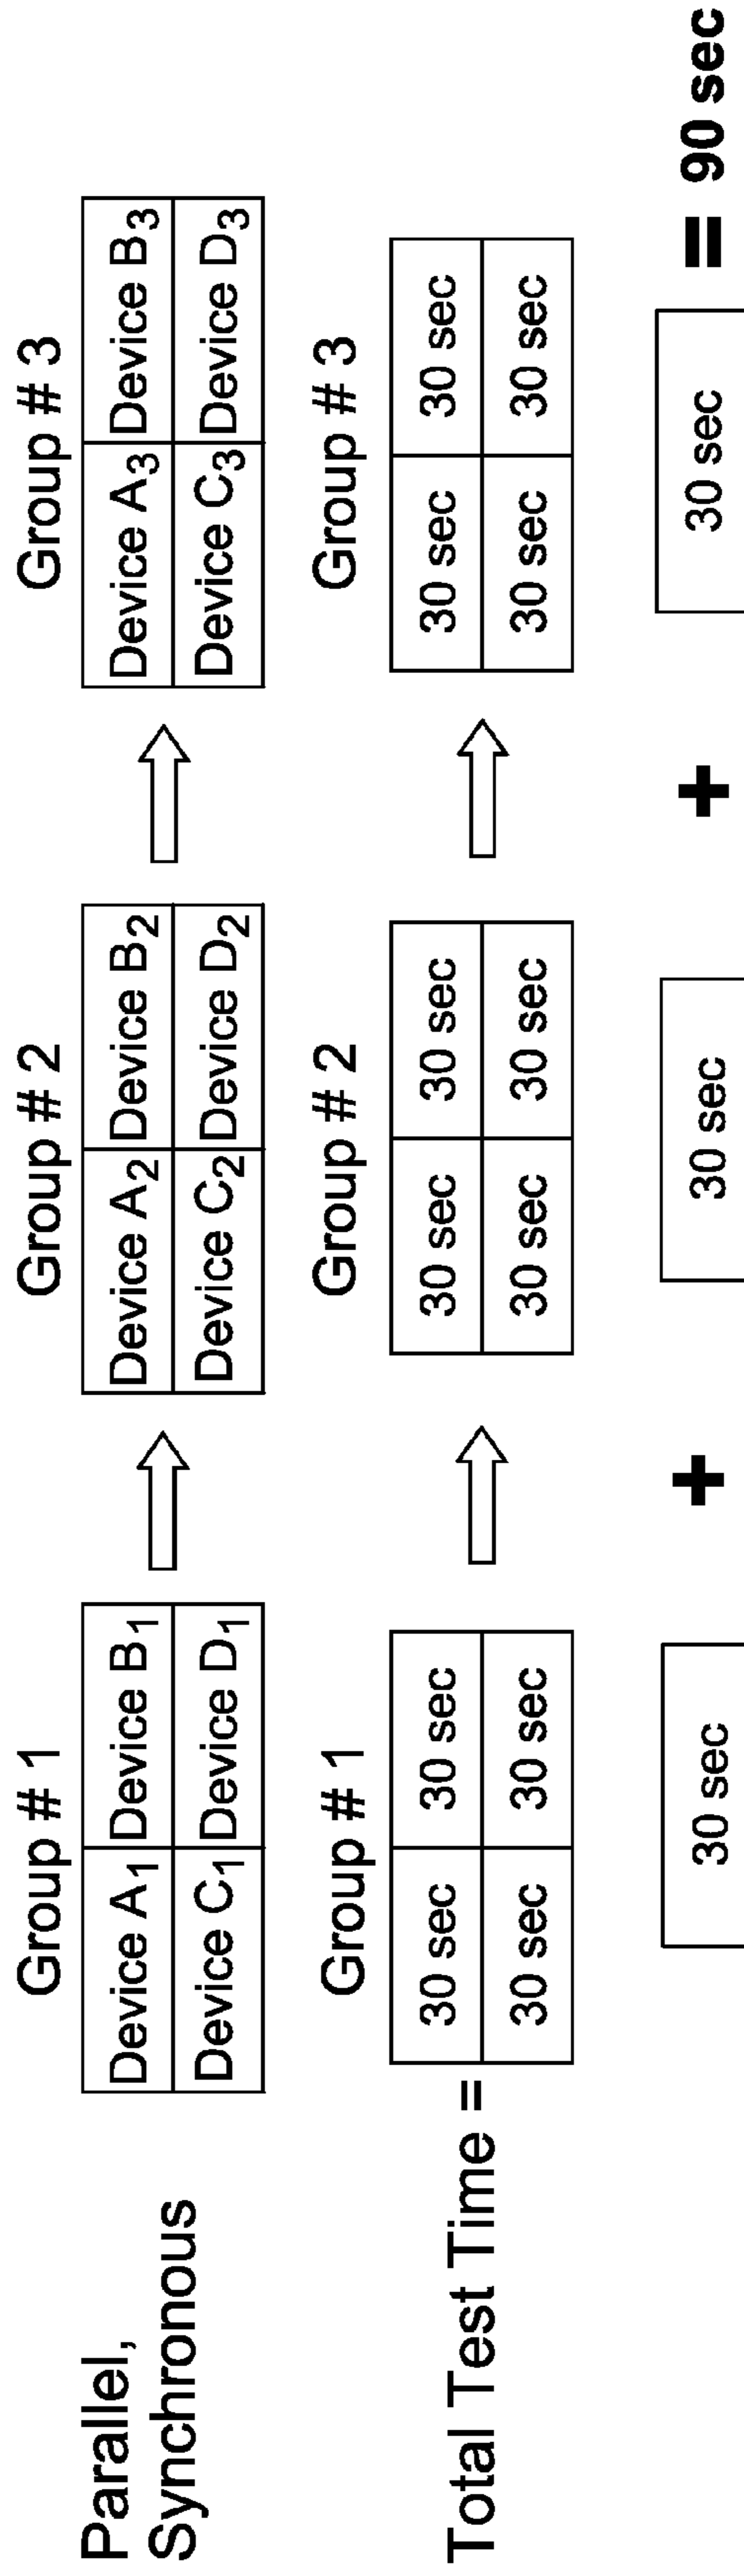 Group # 1 Group # 2 Group # 3
Parallel,
Synchronous
Device A1 Device B1 Device A2 Device B2 Device A3 Device B3
Device C1 Device D1 Device C2 Device D2 Device C3 Device D3
Group # 1 Group # 2 Group # 3
Total Test Time =
30 sec 30 sec 30 sec 30 sec 30 sec 30 sec
30 sec 30 sec 30 sec 30 sec 30 sec 30 sec
30 sec + 30 sec + 30 sec = 90 sec